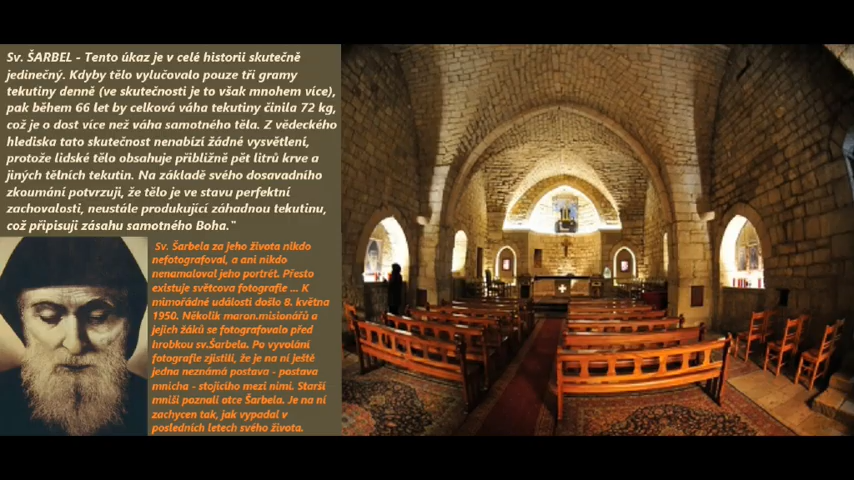 Sv. ŠARBEL - Tento úkaz je v celé historii skutečně
jedinečný. Kdyby tělo vylučovalo pouze tři gramy
tekutiny denně (ve skutečnosti je to však mnohem více),
pak během 66 let by celková váha tekutiny činila 72 kg,
což je o dost více než váha samotného těla. Z vědeckého
hlediska tato skutečnost nenabízí žádné vysvětlení,
protože lidské tělo obsahuje přibližně pět litrů krve a
jiných tělních tekutin. Na základě svého dosavadního
zkoumání potvrzuji, že tělo je ve stavu perfektní
zachovalosti, neustále produkující záhadnou tekutinu,
což připisuji zásahu samotného Boha."
Sv. Šarbela za jeho života nikdo
nefotografoval, a ani nikdo
nenamaloval jeho portrét. Přesto
existuje světcova fotografie ... K
mimořádné události došlo 8. května
1950. Několik maron.misionářů a
jejich žáků se fotografovalo před
hrobkou sv.Šarbela. Po vyvolání
fotografie zjistili, že je na ní ještě
jedna neznámá postava - postava
mnicha - stojícího mezi nimi. Starší
mniši poznali otce Šarbela. Je na ní
zachycen tak, jak vypadal v
posledních letech svého života.